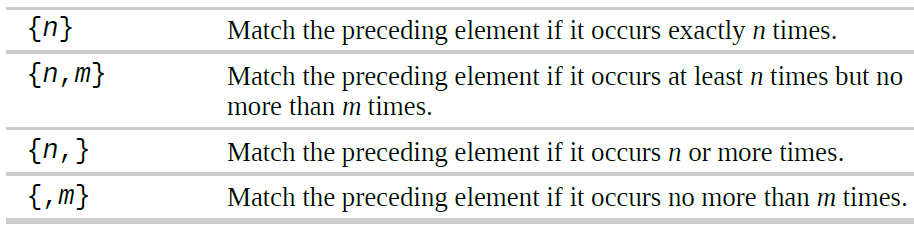 {n} Match the preceding element if it occurs exactly n times.
{n,m} Match the preceding element if it occurs at least n times but no
more than m times.
{n,} Match the preceding element if it occurs n or more times.
{,m} Match the preceding element if it occurs no more than m times.